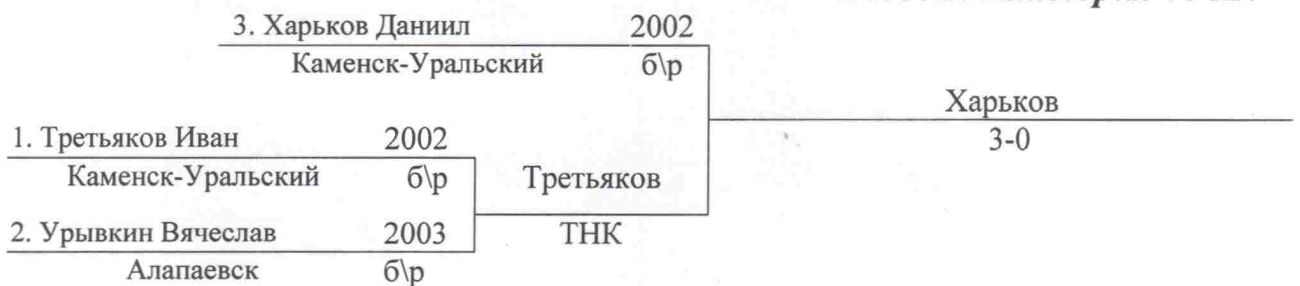 3. Харьков Даниил 2002
Каменск-Уральский б\р
Харьков
3-0
1. Третьяков Иван 2002
Каменск-Уральский б\р
Третьяков
ТНК
2. Урывкин Вячеслав 2003
Алапаевск б\р